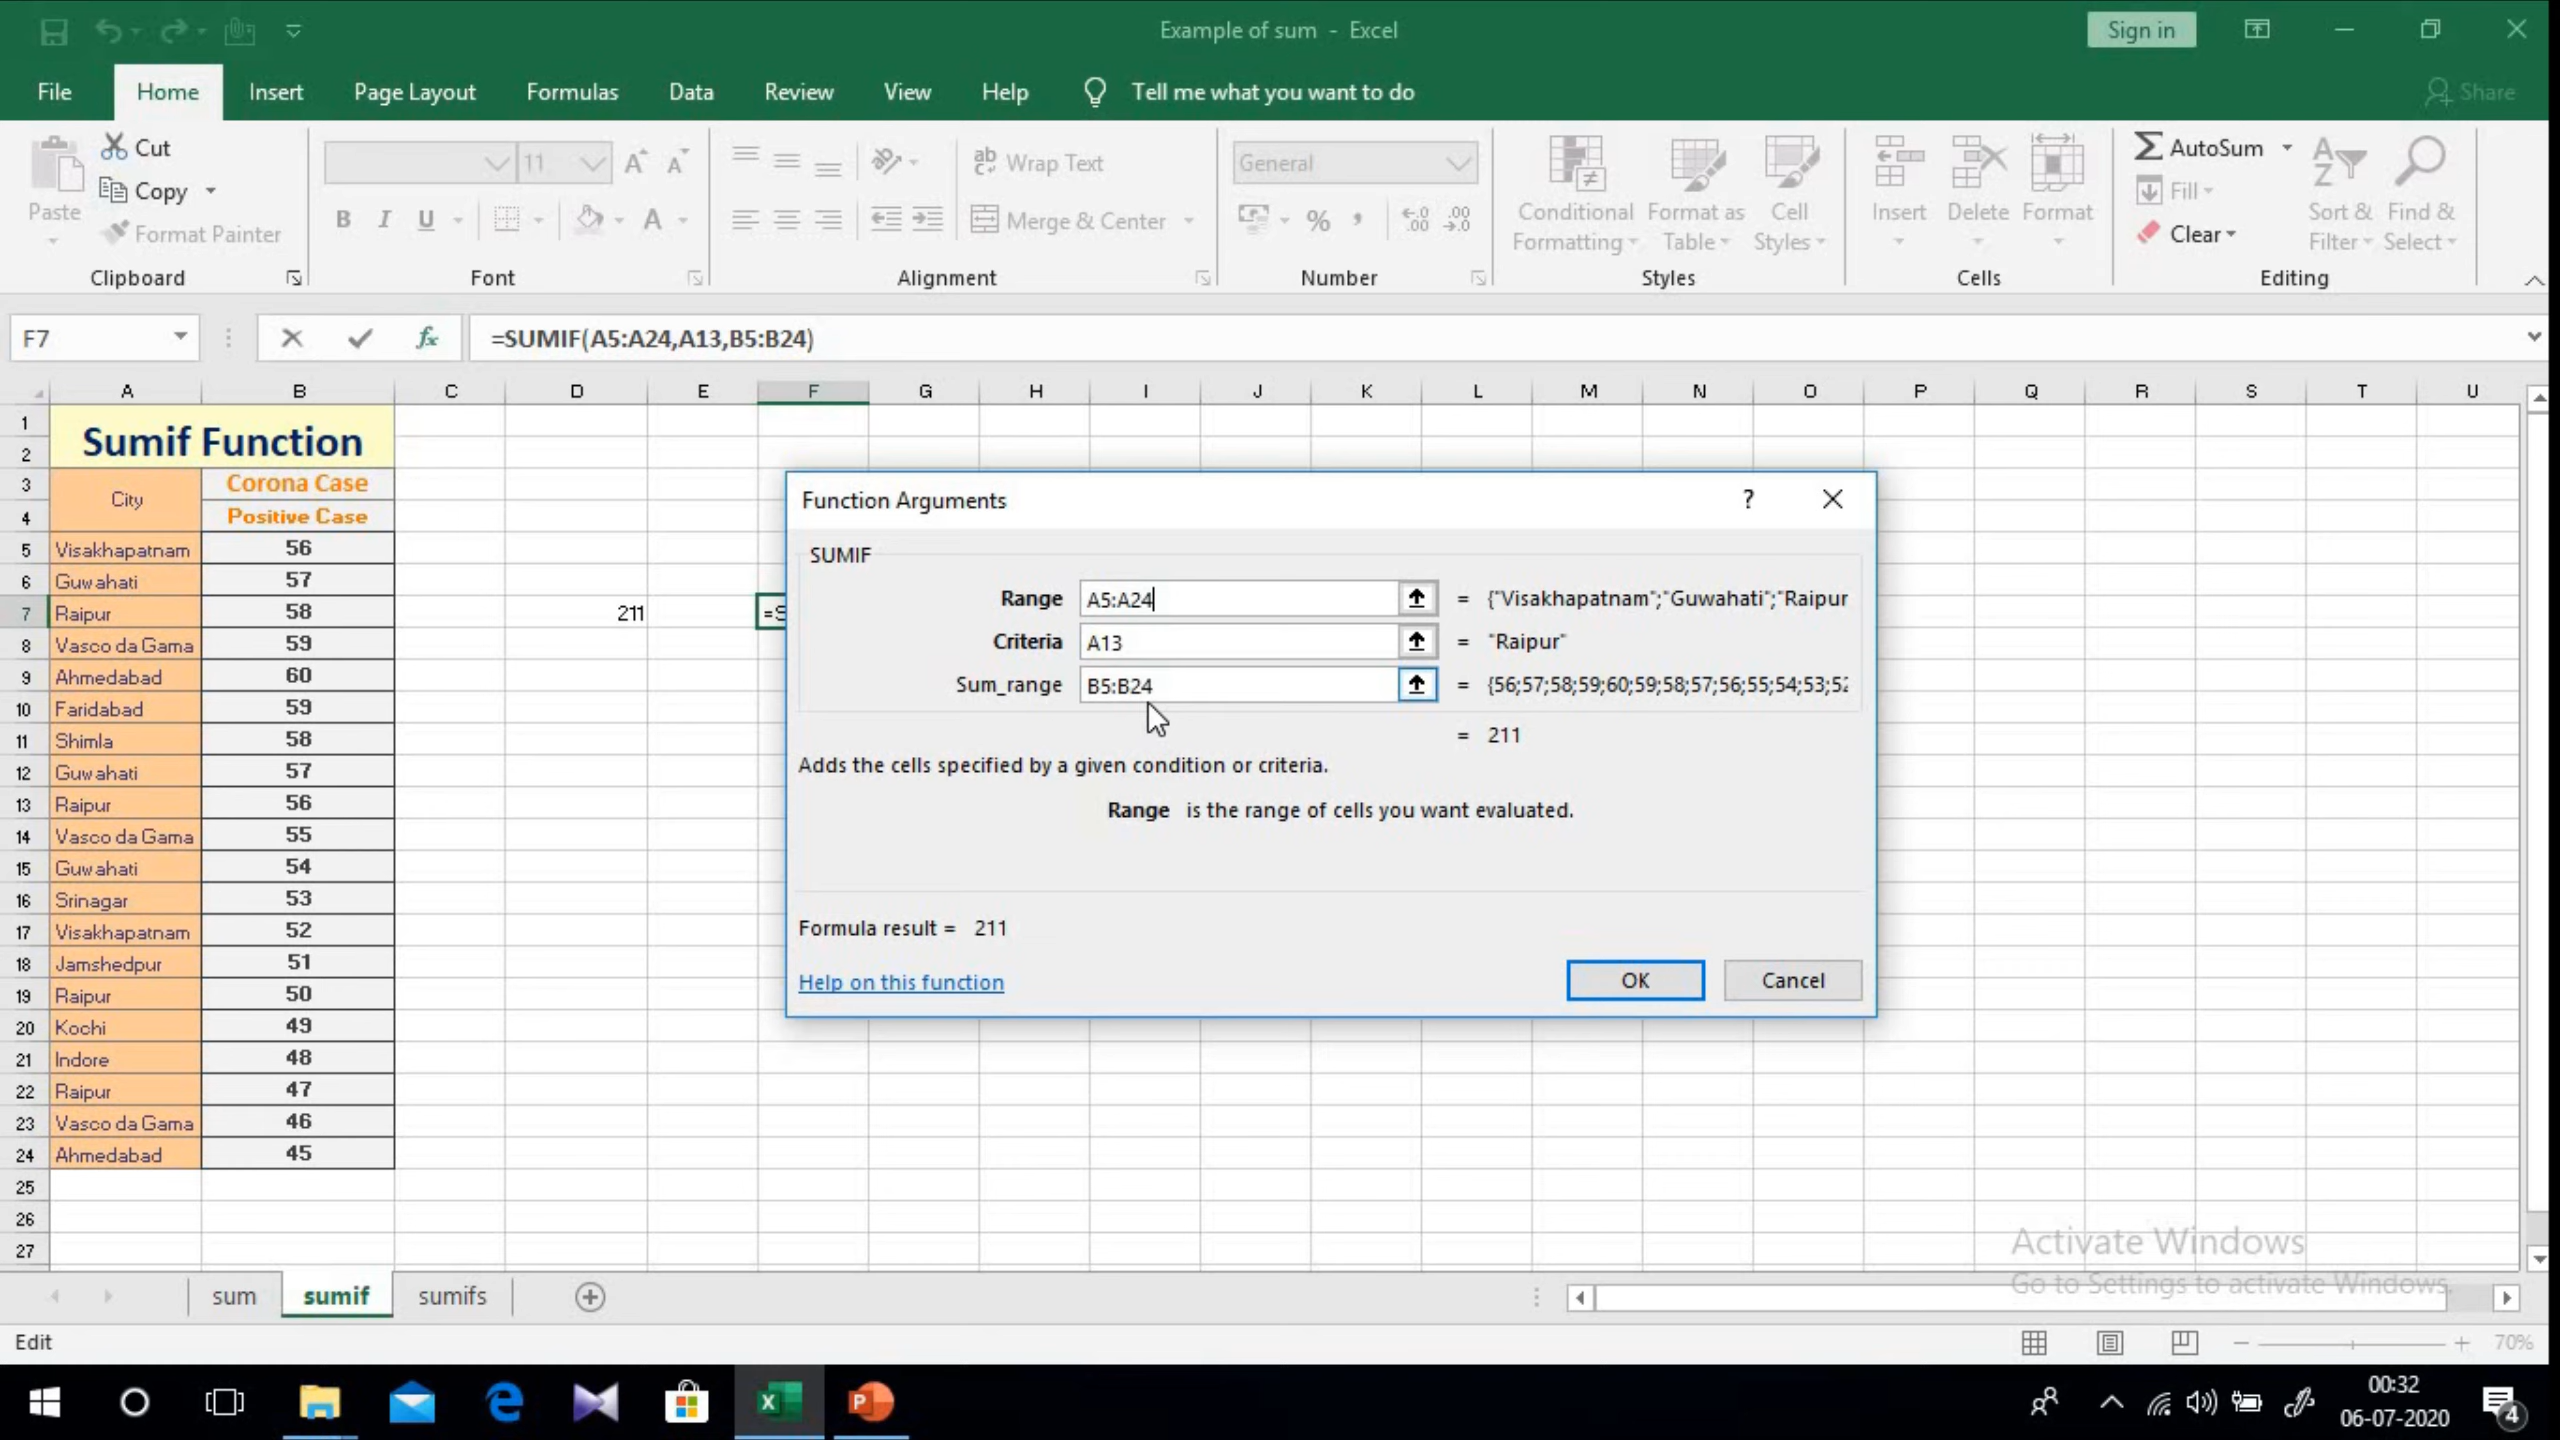 Example of sum - Excel
Sign in
File Home Insert Page Layout Formulas Data Review View Help Tell me what you want to do Share
Paste
Cut
Copy
Format Painter
Clipboard
11
B I U
Font
Wrap Text
Merge & Center
Alignment
General
Number
Conditional Formatting
Format as Table
Cell Styles
Styles
Insert Delete Format
Cells
AutoSum
Fill
Clear
Sort & Filter
Find & Select
Editing
F7
fx
=SUMIF(A5:A24,A13,B5:B24)
A B C D E F G H I J K L M N O P Q R S T U
1
2 Sumif Function
3 City Corona Case
4 Positive Case
5 Visakhapatnam 56
6 Guwahati 57
7 Raipur 58 211 =S
8 Vasco da Gama 59
9 Ahmedabad 60
10 Faridabad 59
11 Shimla 58
12 Guwahati 57
13 Raipur 56
14 Vasco da Gama 55
15 Guwahati 54
16 Srinagar 53
17 Visakhapatnam 52
18 Jamshedpur 51
19 Raipur 50
20 Kochi 49
21 Indore 48
22 Raipur 47
23 Vasco da Gama 46
24 Ahmedabad 45
25
26
27
Function Arguments ?
SUMIF
Range A5:A24 = {"Visakhapatnam";"Guwahati";"Raipur
Criteria A13 = "Raipur"
Sum_range B5:B24 = {56;57;58;59;60;59;58;57;56;55;54;53;52
= 211
Adds the cells specified by a given condition or criteria.
Range is the range of cells you want evaluated.
Formula result = 211
Help on this function
OK Cancel
Activate Windows
Go to Settings to activate Windows.
sum sumif sumifs
Edit
70%
00:32
06-07-2020
4